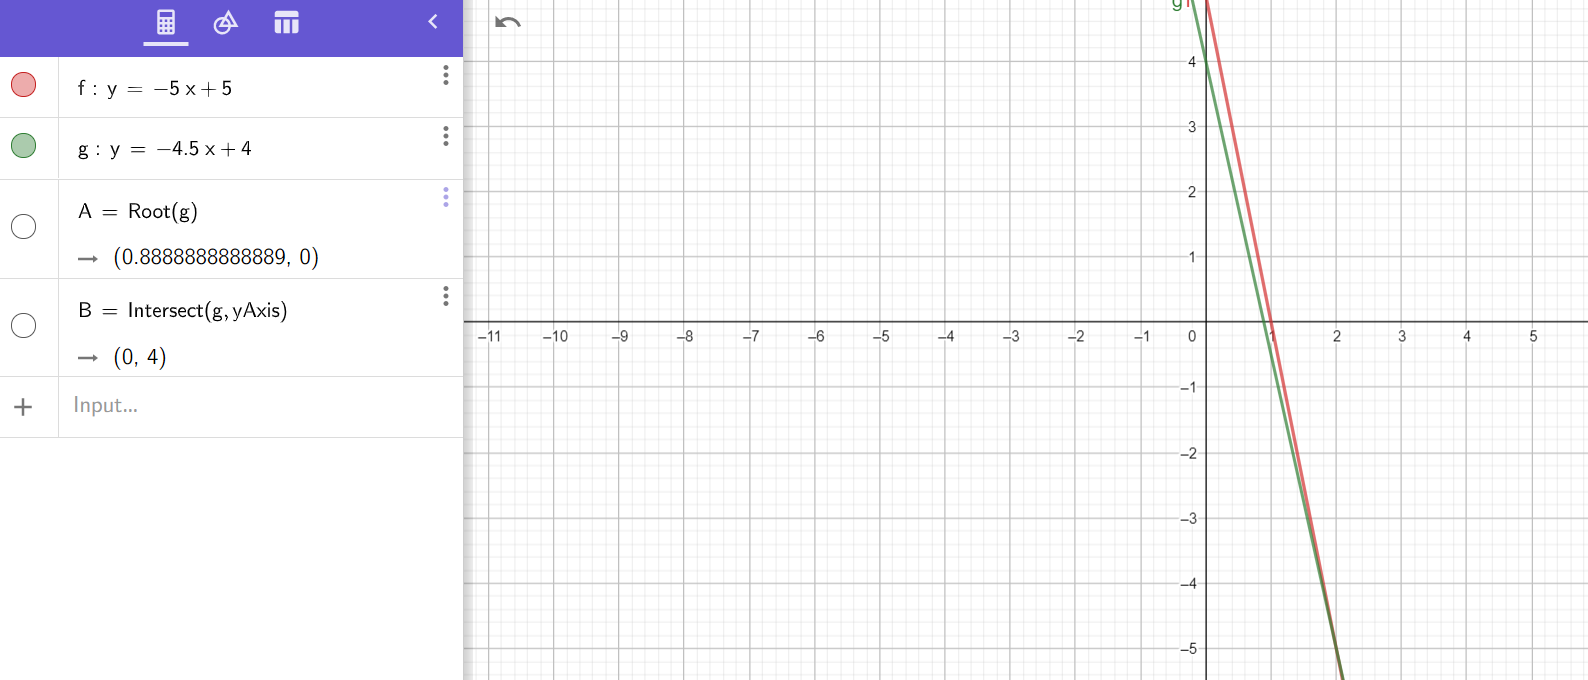 f : y = −5 x + 5
g : y = −4.5 x + 4
A = Root(g)
→ (0.8888888888889, 0)
B = Intersect(g, yAxis)
→ (0, 4)
+ Input...
g
4
3
2
1
−11 −10 −9 −8 −7 −6 −5 −4 −3 −2 −1 0 1 2 3 4 5
−1
−2
−3
−4
−5